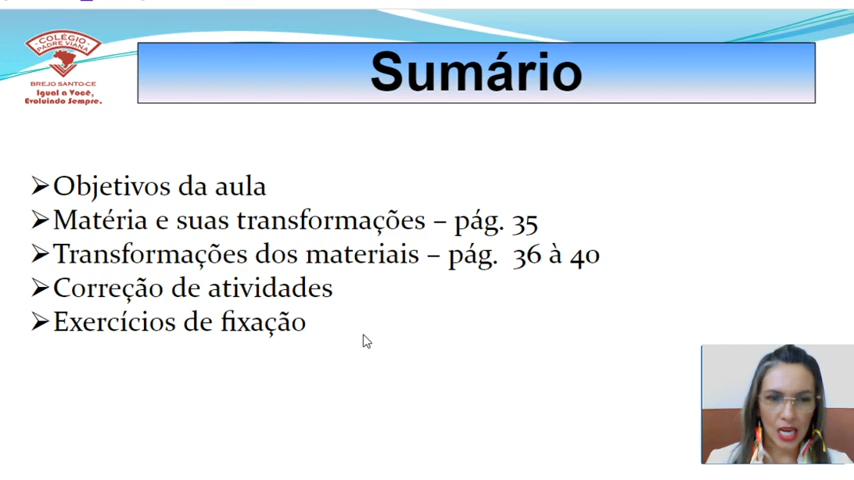 COLÉGIO
PADRE VIANA
BREJO SANTO-CE
Igual a Você,
Evoluindo Sempre.
Sumário
➢Objetivos da aula
➢Matéria e suas transformações – pág. 35
➢Transformações dos materiais – pág. 36 à 40
➢Correção de atividades
➢Exercícios de fixação